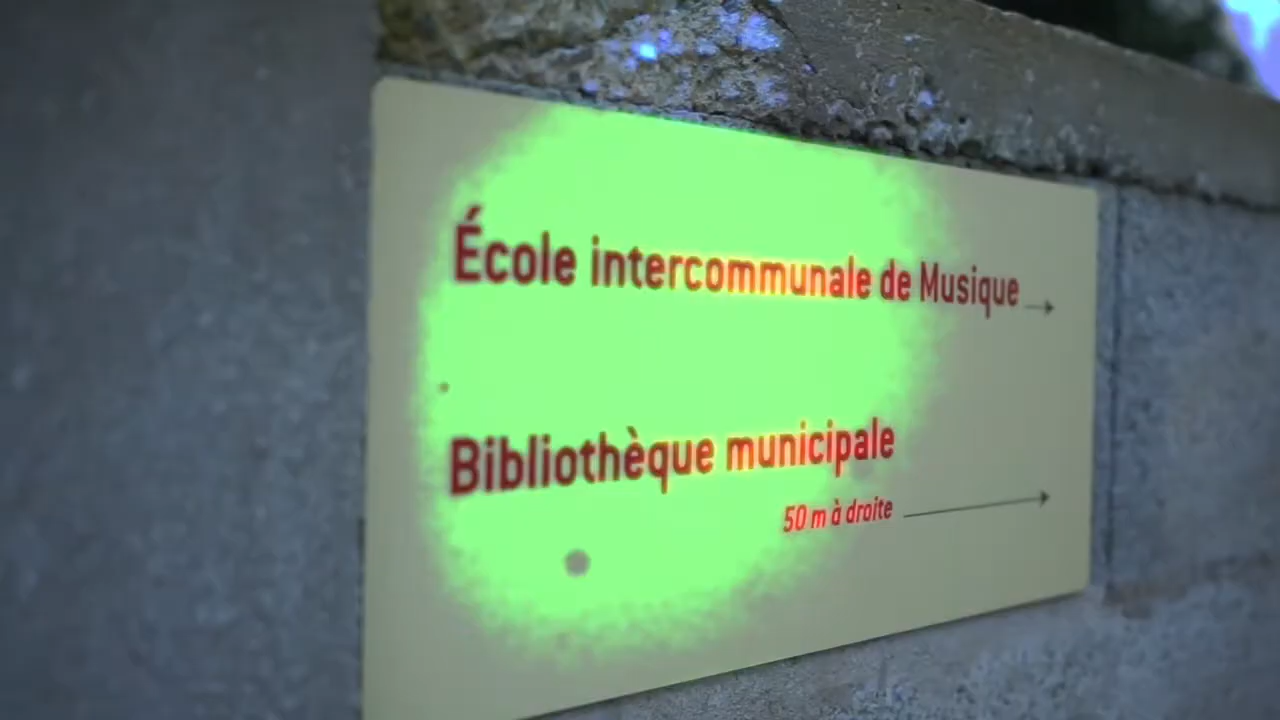 École intercommunale de Musique
Bibliothèque municipale
50 m à droite